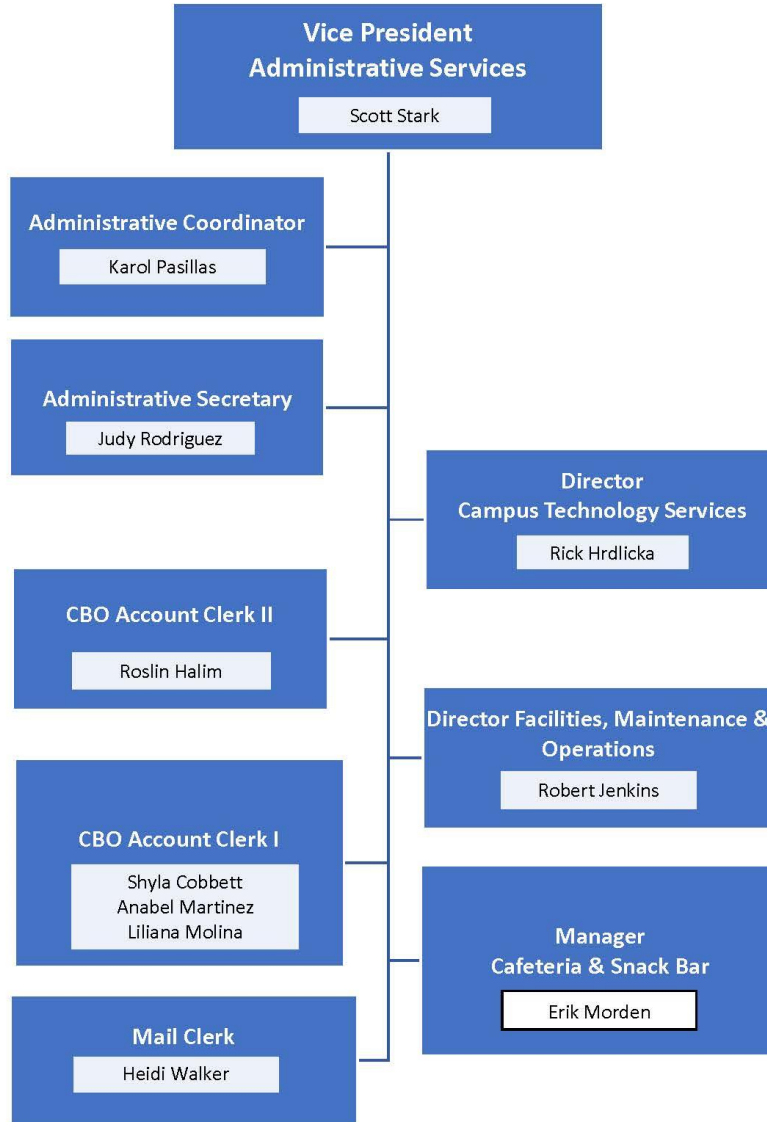 Vice President
Administrative Services
Scott Stark
Administrative Coordinator
Karol Pasillas
Administrative Secretary
Judy Rodriguez
Director
Campus Technology Services
Rick Hrdlicka
CBO Account Clerk II
Roslin Halim
Director Facilities, Maintenance &
Operations
Robert Jenkins
CBO Account Clerk I
Shyla Cobbett
Anabel Martinez
Liliana Molina
Manager
Cafeteria & Snack Bar
Erik Morden
Mail Clerk
Heidi Walker